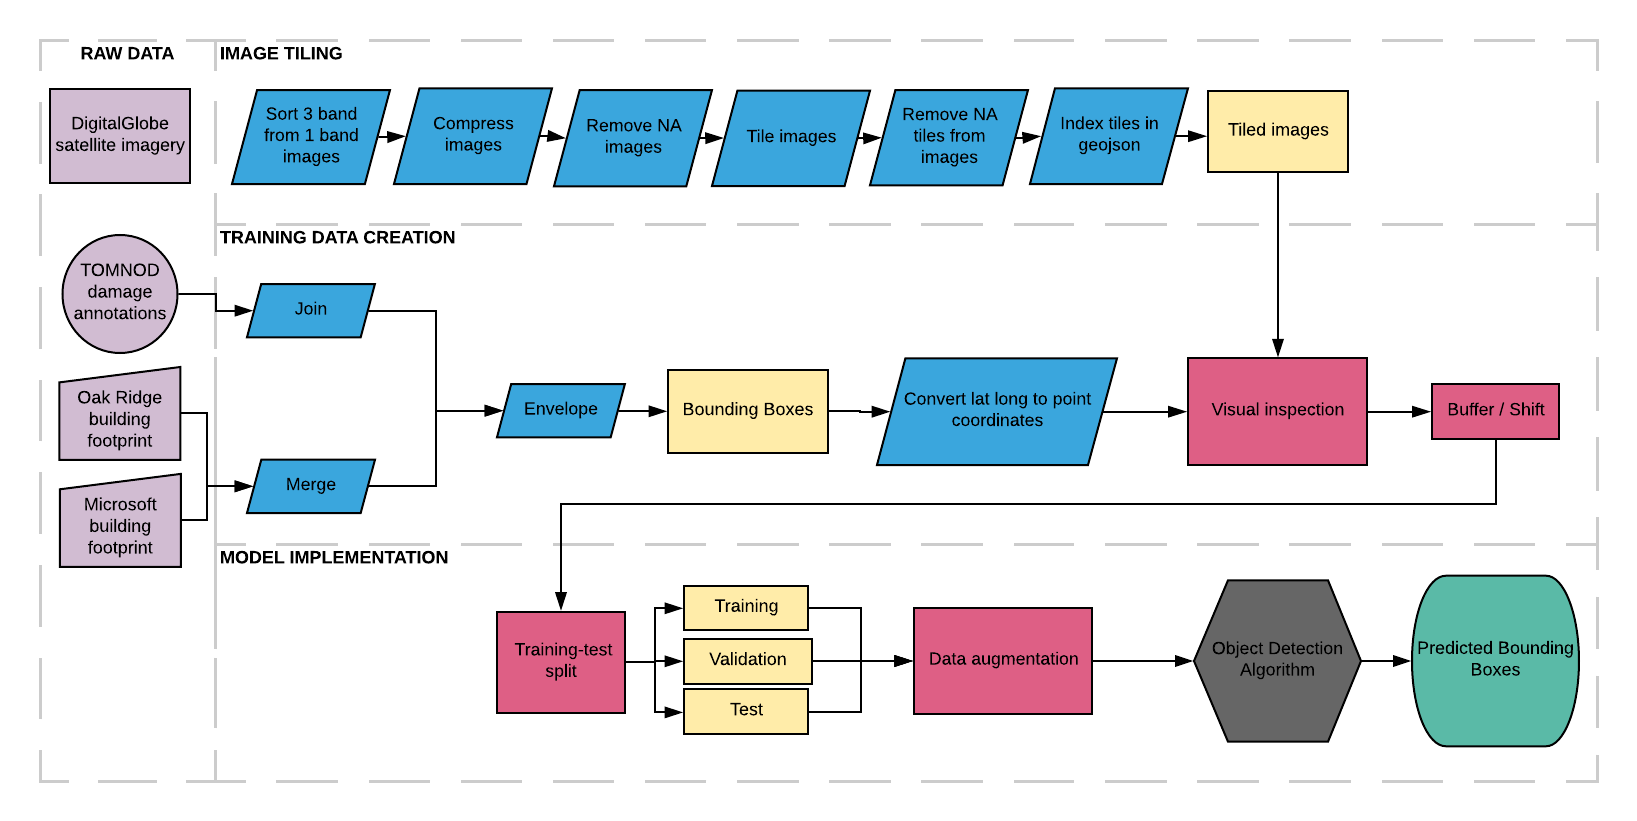 RAW DATA
DigitalGlobe
satellite imagery
TOMNOD
damage
annotations
Oak Ridge
building
footprint
Microsoft
building
footprint
IMAGE TILING
Sort 3 band
from 1 band
images
Compress
images
Remove NA
images
Tile images
Remove NA
tiles from
images
Index tiles in
geojson
Tiled images
TRAINING DATA CREATION
Join
Merge
Envelope
Bounding Boxes
Convert lat long to point
coordinates
Visual inspection
Buffer / Shift
MODEL IMPLEMENTATION
Training-test
split
Training
Validation
Test
Data augmentation
Object Detection
Algorithm
Predicted Bounding
Boxes